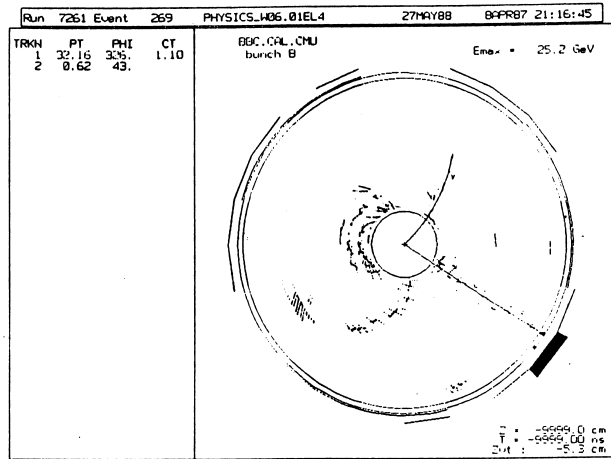 Run 7261 Event 269 PHYSICS_W06.01EL4 27MAY88 8APR87 21:16:45
TRKN PT PHI CT
1 32.16 326. 1.10
2 0.62 43.
BBC.CAL.CMU
bunch B
Emax = 25.2 GeV
= -9999.0 cm
T = -9999.00 ns
: -5.3 cm